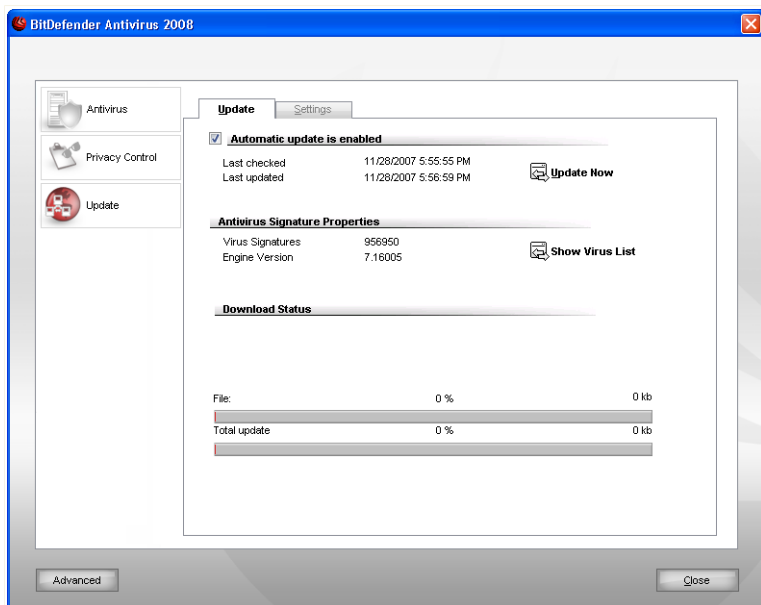 BitDefender Antivirus 2008
Antivirus
Privacy Control
Update
Update
Settings
Automatic update is enabled
Last checked 11/28/2007 5:55:55 PM
Last updated 11/28/2007 5:56:59 PM
Update Now
Antivirus Signature Properties
Virus Signatures 956950
Engine Version 7.16005
Show Virus List
Download Status
File: 0 % 0 kb
Total update 0 % 0 kb
Advanced
Close